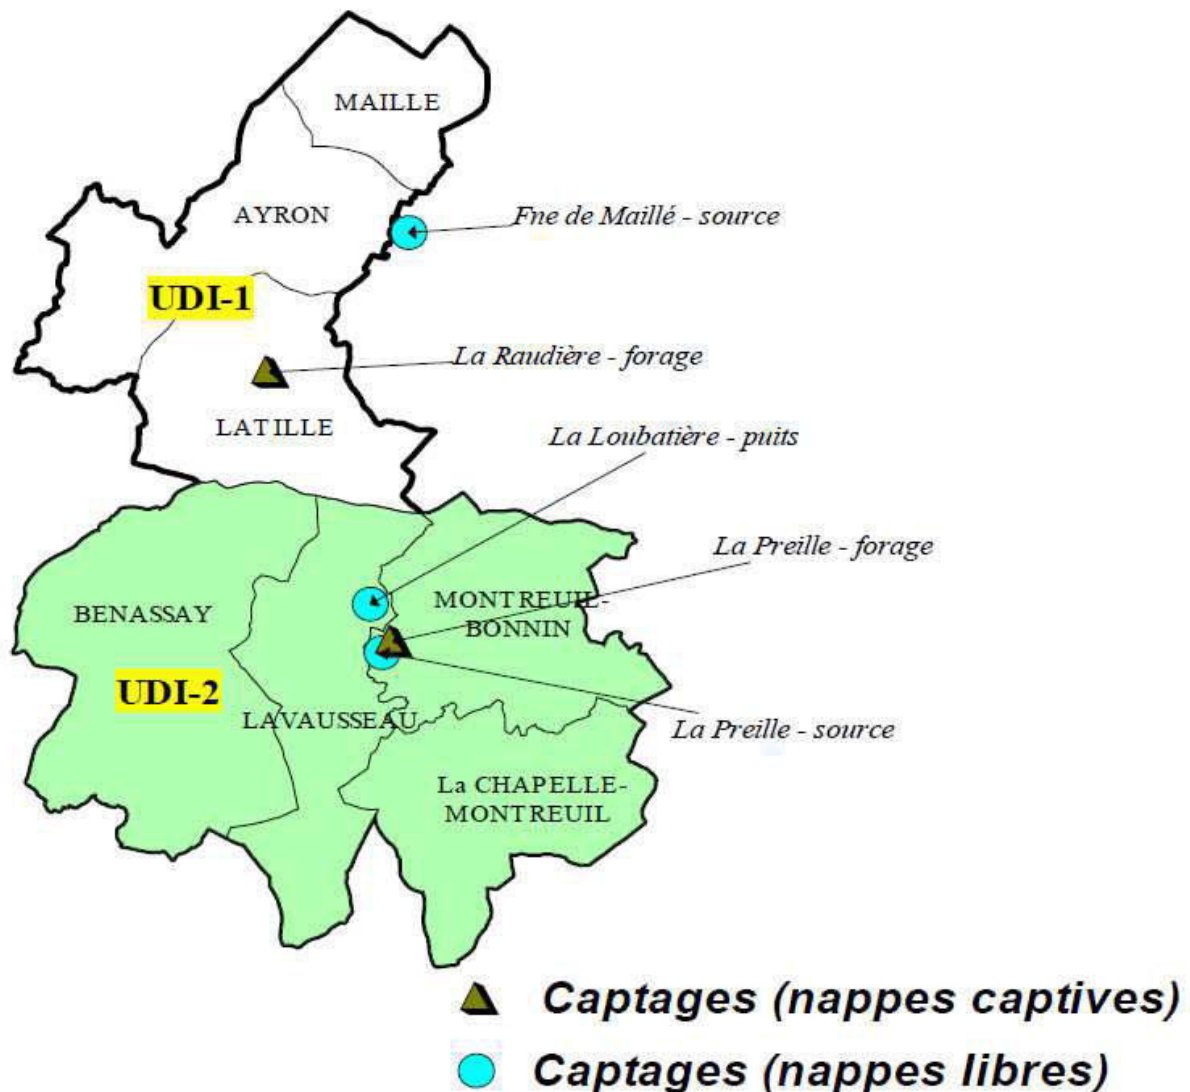 MAILLE
AYRON
Fne de Maillé - source
UDI-1
La Raudière - forage
LATILLE
La Loubatière - puits
La Preille - forage
BENASSAY
MONTREUIL-
BONNIN
UDI-2
LAVAUSSEAU
La Preille - source
La CHAPELLE-
MONTREUIL
Captages (nappes captives)
Captages (nappes libres)